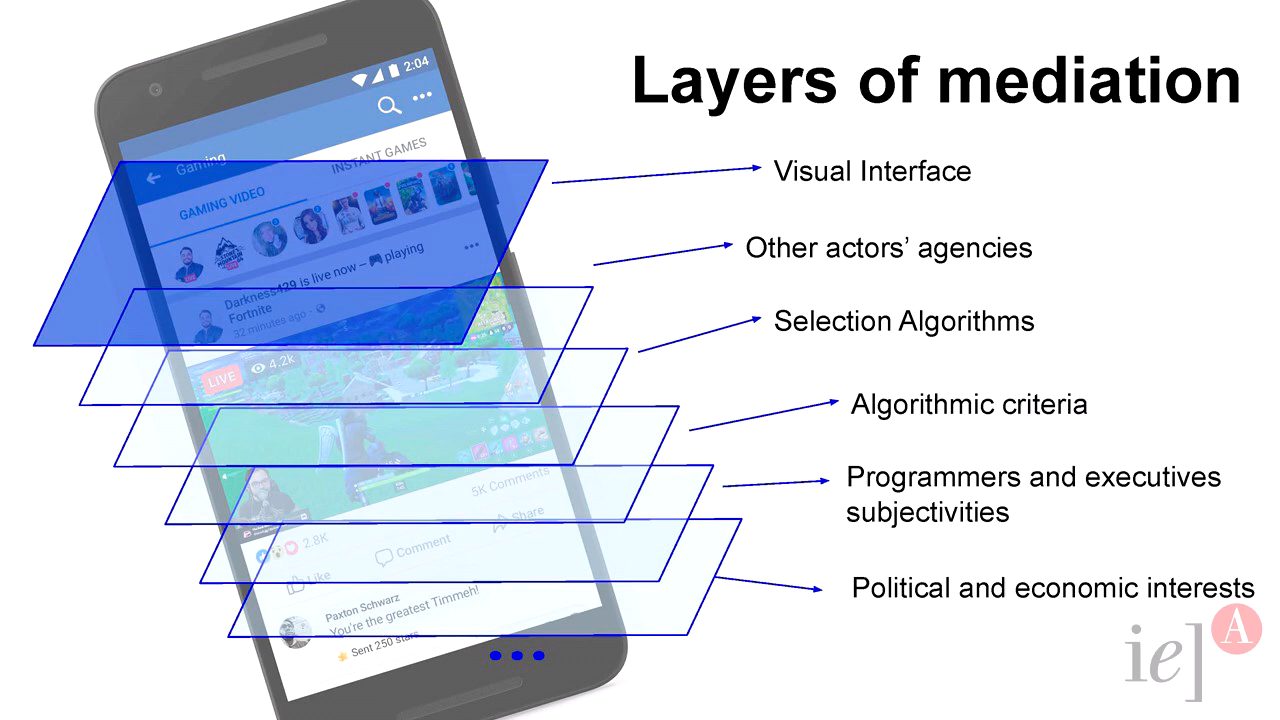 Layers of mediation
2:04
Gaming
INSTANT GAMES
GAMING VIDEO
Darkness429 is live now – playing
Fortnite
32 minutes ago
LIVE
4.2k
5K Comments
2.8K
Share
Comment
Like
Paxton Schwarz
You're the greatest Timmeh!
Sent 250 stars
Visual Interface
Other actors’ agencies
Selection Algorithms
Algorithmic criteria
Programmers and executives
subjectivities
Political and economic interests
ie]
A